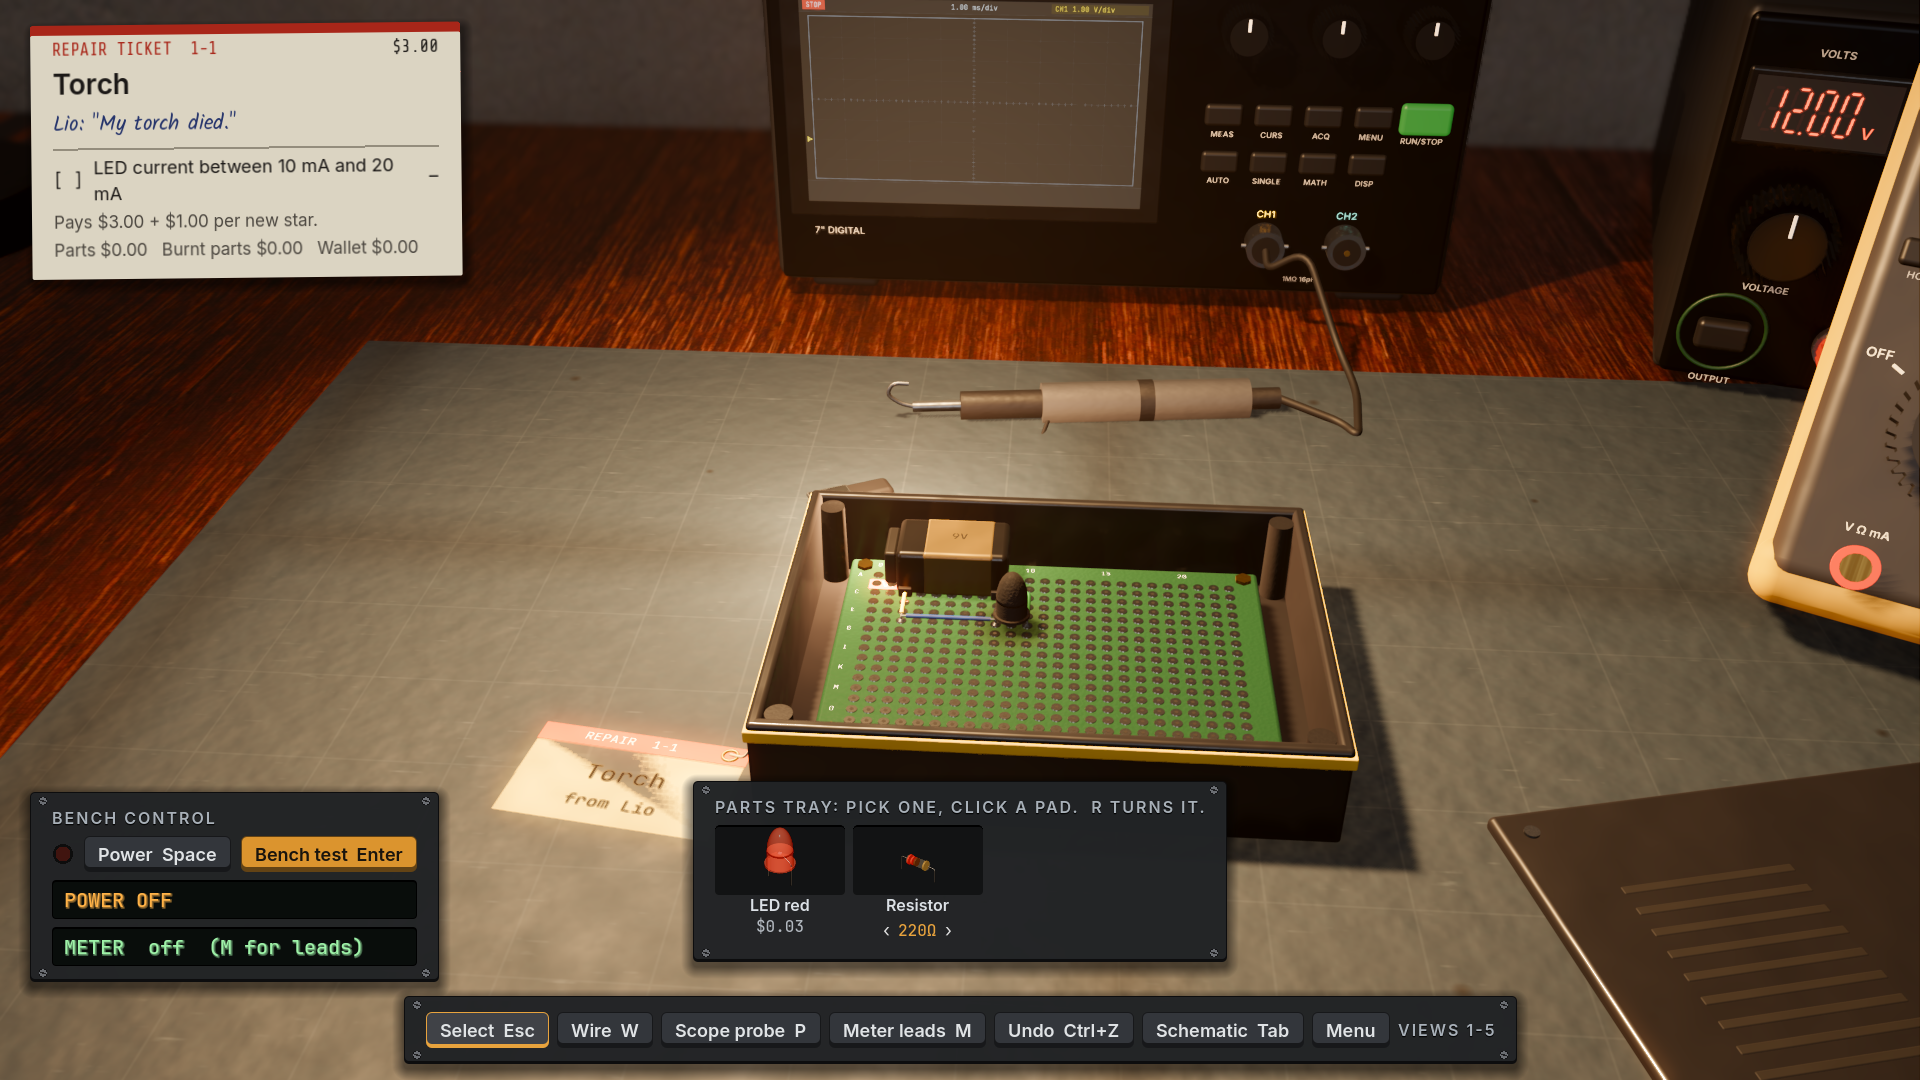 REPAIR TICKET 1-1
$3.00
Torch
Lio: "My torch died."
[ ] LED current between 10 mA and 20 mA
–
Pays $3.00 + $1.00 per new star.
Parts $0.00 Burnt parts $0.00 Wallet $0.00
STOP
1.00 ms/div
CH1 1.00 V/div
MEAS
CURS
ACQ
MENU
RUN/STOP
AUTO
SINGLE
MATH
DISP
CH1
CH2
7" DIGITAL
VOLTS
12.00 V
VOLTAGE
OUTPUT
OFF
V Ω mA
9V
10
15
20
A
C
E
G
I
K
M
O
REPAIR 1-1
Torch
from Lio
BENCH CONTROL
Power Space
Bench test Enter
POWER OFF
METER off (M for leads)
PARTS TRAY: PICK ONE, CLICK A PAD. R TURNS IT.
LED red
$0.03
Resistor
‹ 220Ω ›
Select Esc
Wire W
Scope probe P
Meter leads M
Undo Ctrl+Z
Schematic Tab
Menu
VIEWS 1-5